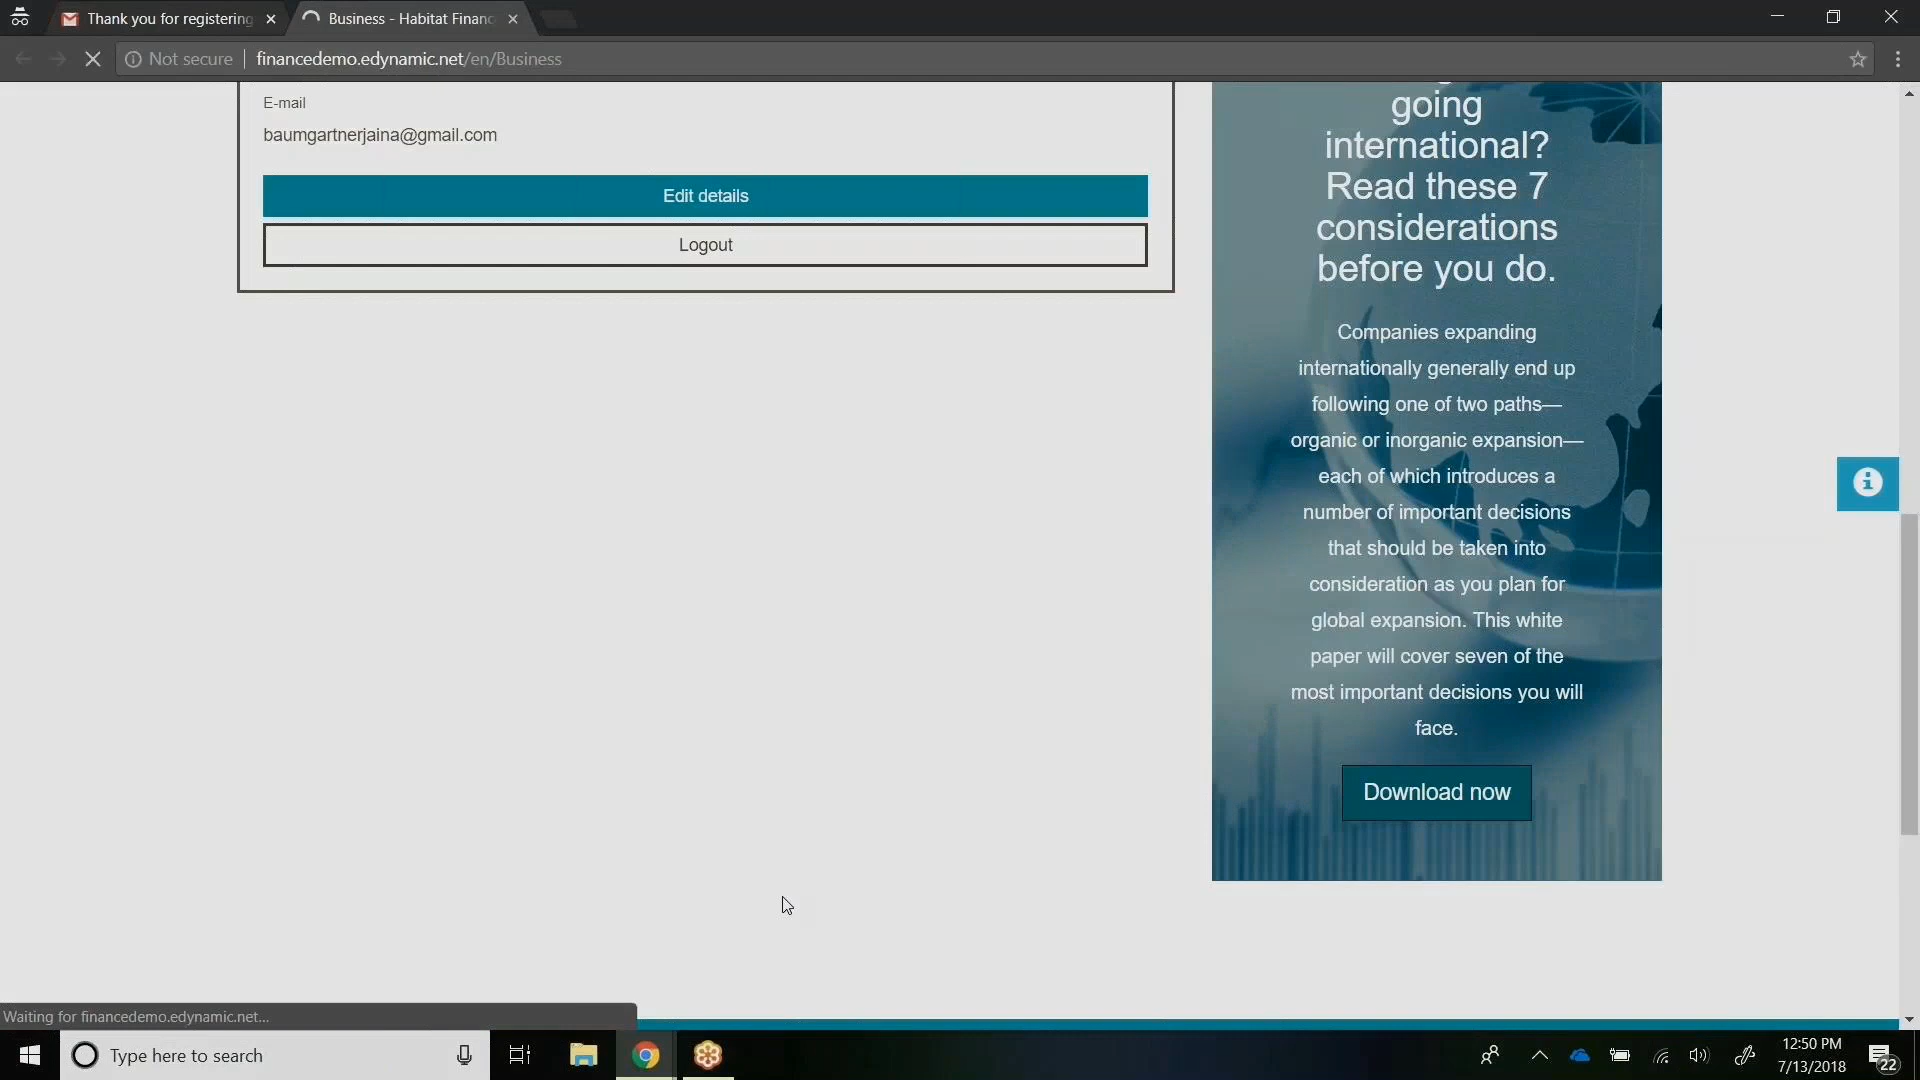 Thank you for registering
Business - Habitat Financ
Not secure
financedemo.edynamic.net/en/Business
E-mail
baumgartnerjaina@gmail.com
Edit details
Logout
going
international?
Read these 7
considerations
before you do.
Companies expanding
internationally generally end up
following one of two paths—
organic or inorganic expansion—
each of which introduces a
number of important decisions
that should be taken into
consideration as you plan for
global expansion. This white
paper will cover seven of the
most important decisions you will
face.
Download now
Waiting for financedemo.edynamic.net...
Type here to search
12:50 PM
7/13/2018
22